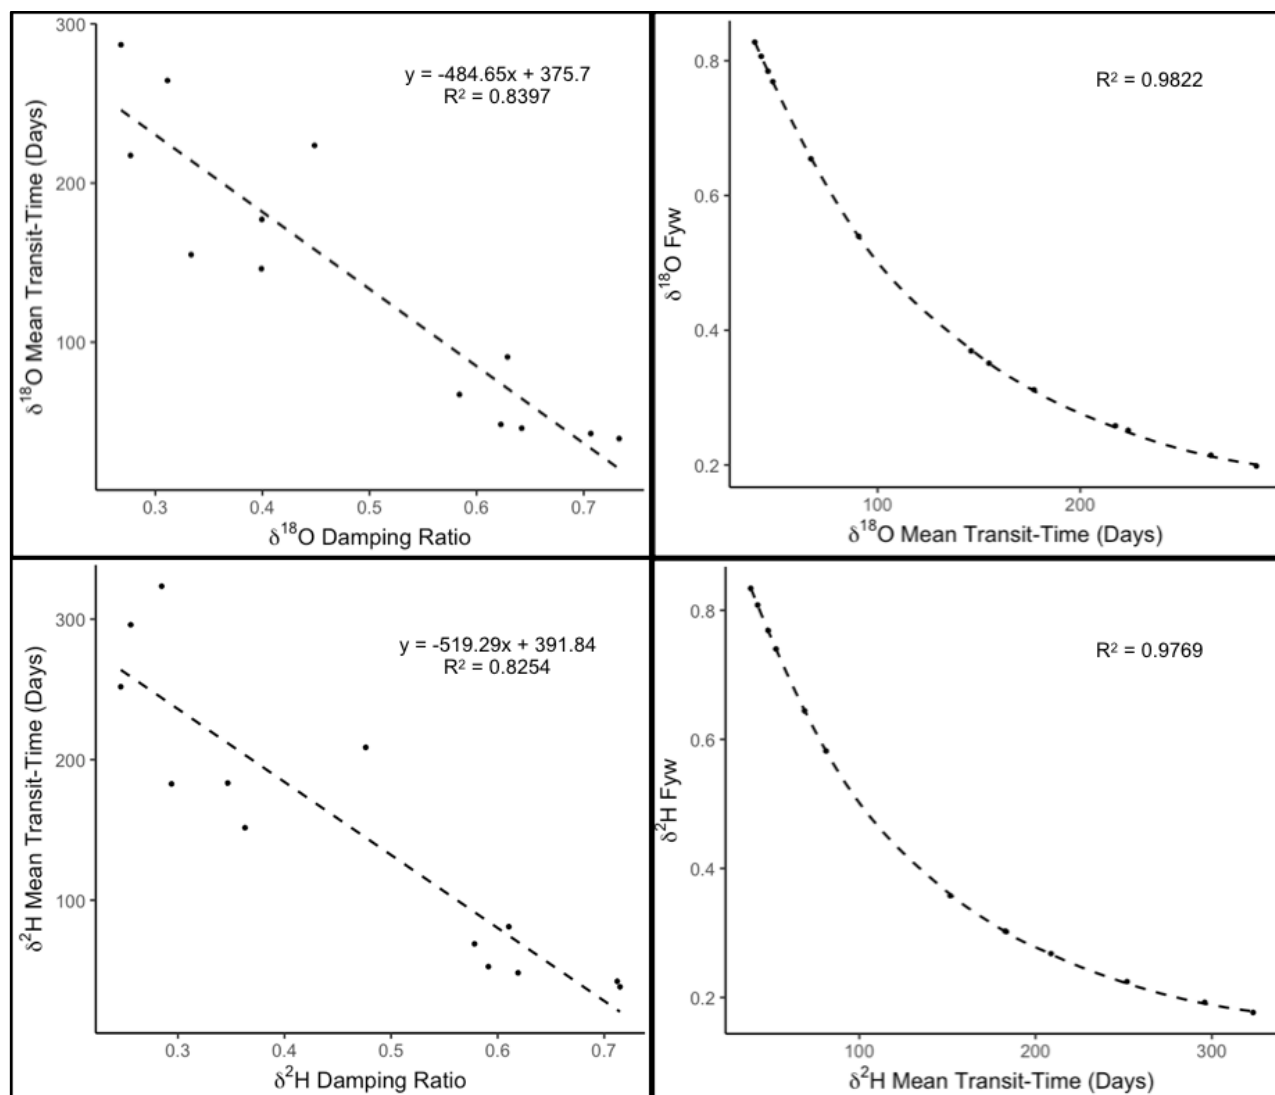 300
200
100
δ18O Mean Transit-Time (Days)
y = -484.65x + 375.7
R² = 0.8397
0.3 0.4 0.5 0.6 0.7
δ18O Damping Ratio
0.8
0.6
0.4
0.2
δ18O Fyw
R² = 0.9822
100 200
δ18O Mean Transit-Time (Days)
300
200
100
δ2H Mean Transit-Time (Days)
y = -519.29x + 391.84
R² = 0.8254
0.3 0.4 0.5 0.6 0.7
δ2H Damping Ratio
0.8
0.6
0.4
0.2
δ2H Fyw
R² = 0.9769
100 200 300
δ2H Mean Transit-Time (Days)